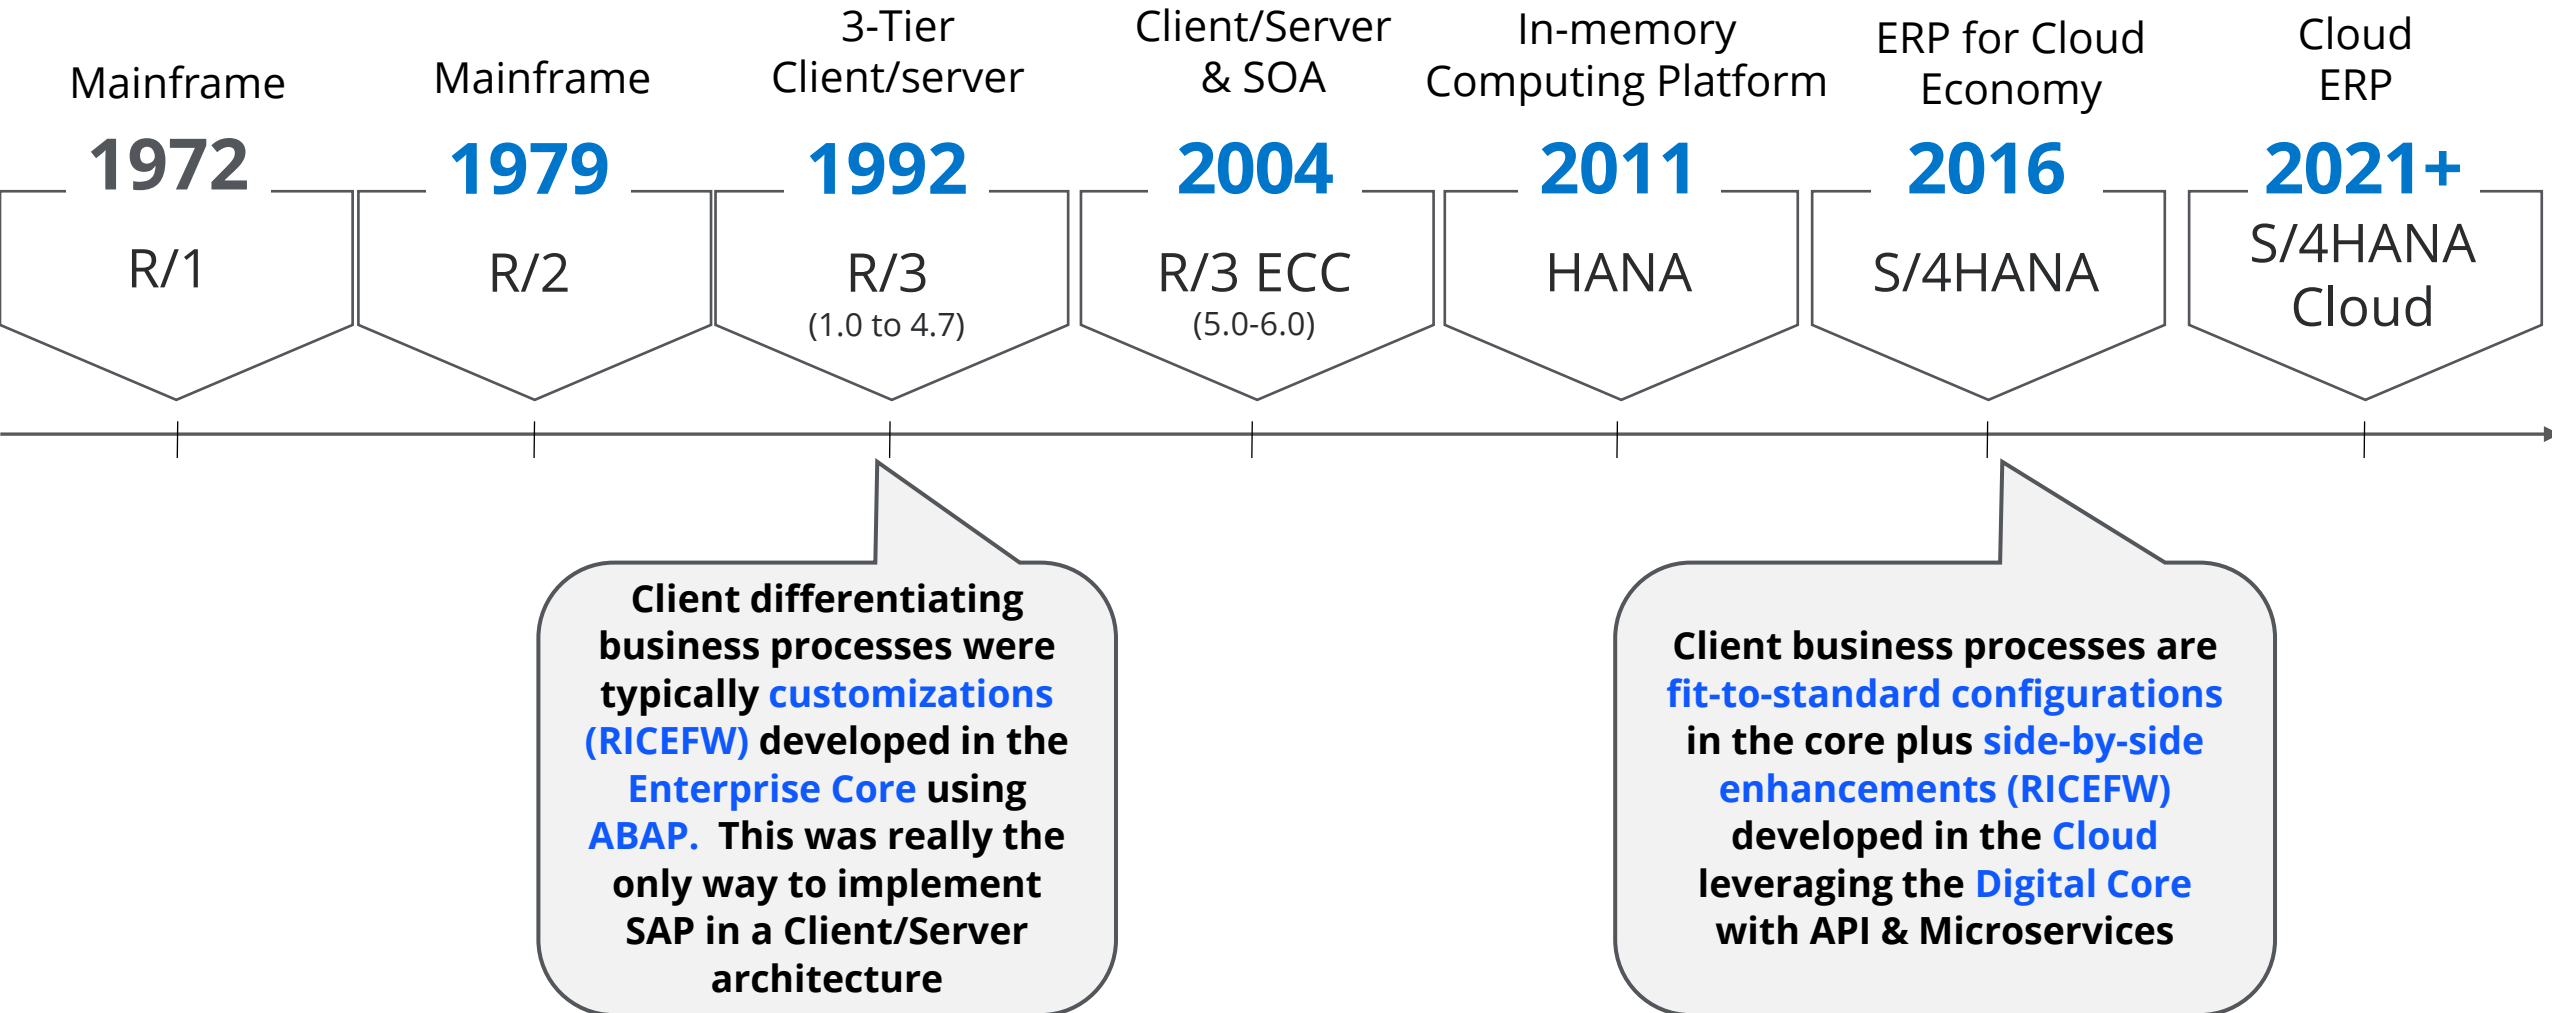 Mainframe
1972
R/1
Mainframe
1979
R/2
3-Tier
Client/server
1992
R/3
(1.0 to 4.7)
Client/Server
& SOA
2004
R/3 ECC
(5.0-6.0)
In-memory
Computing Platform
2011
HANA
ERP for Cloud
Economy
2016
S/4HANA
Cloud
ERP
2021+
S/4HANA
Cloud
Client differentiating
business processes were
typically customizations
(RICEFW) developed in the
Enterprise Core using
ABAP.  This was really the
only way to implement
SAP in a Client/Server
architecture
Client business processes are
fit-to-standard configurations
in the core plus side-by-side
enhancements (RICEFW)
developed in the Cloud
leveraging the Digital Core
with API & Microservices